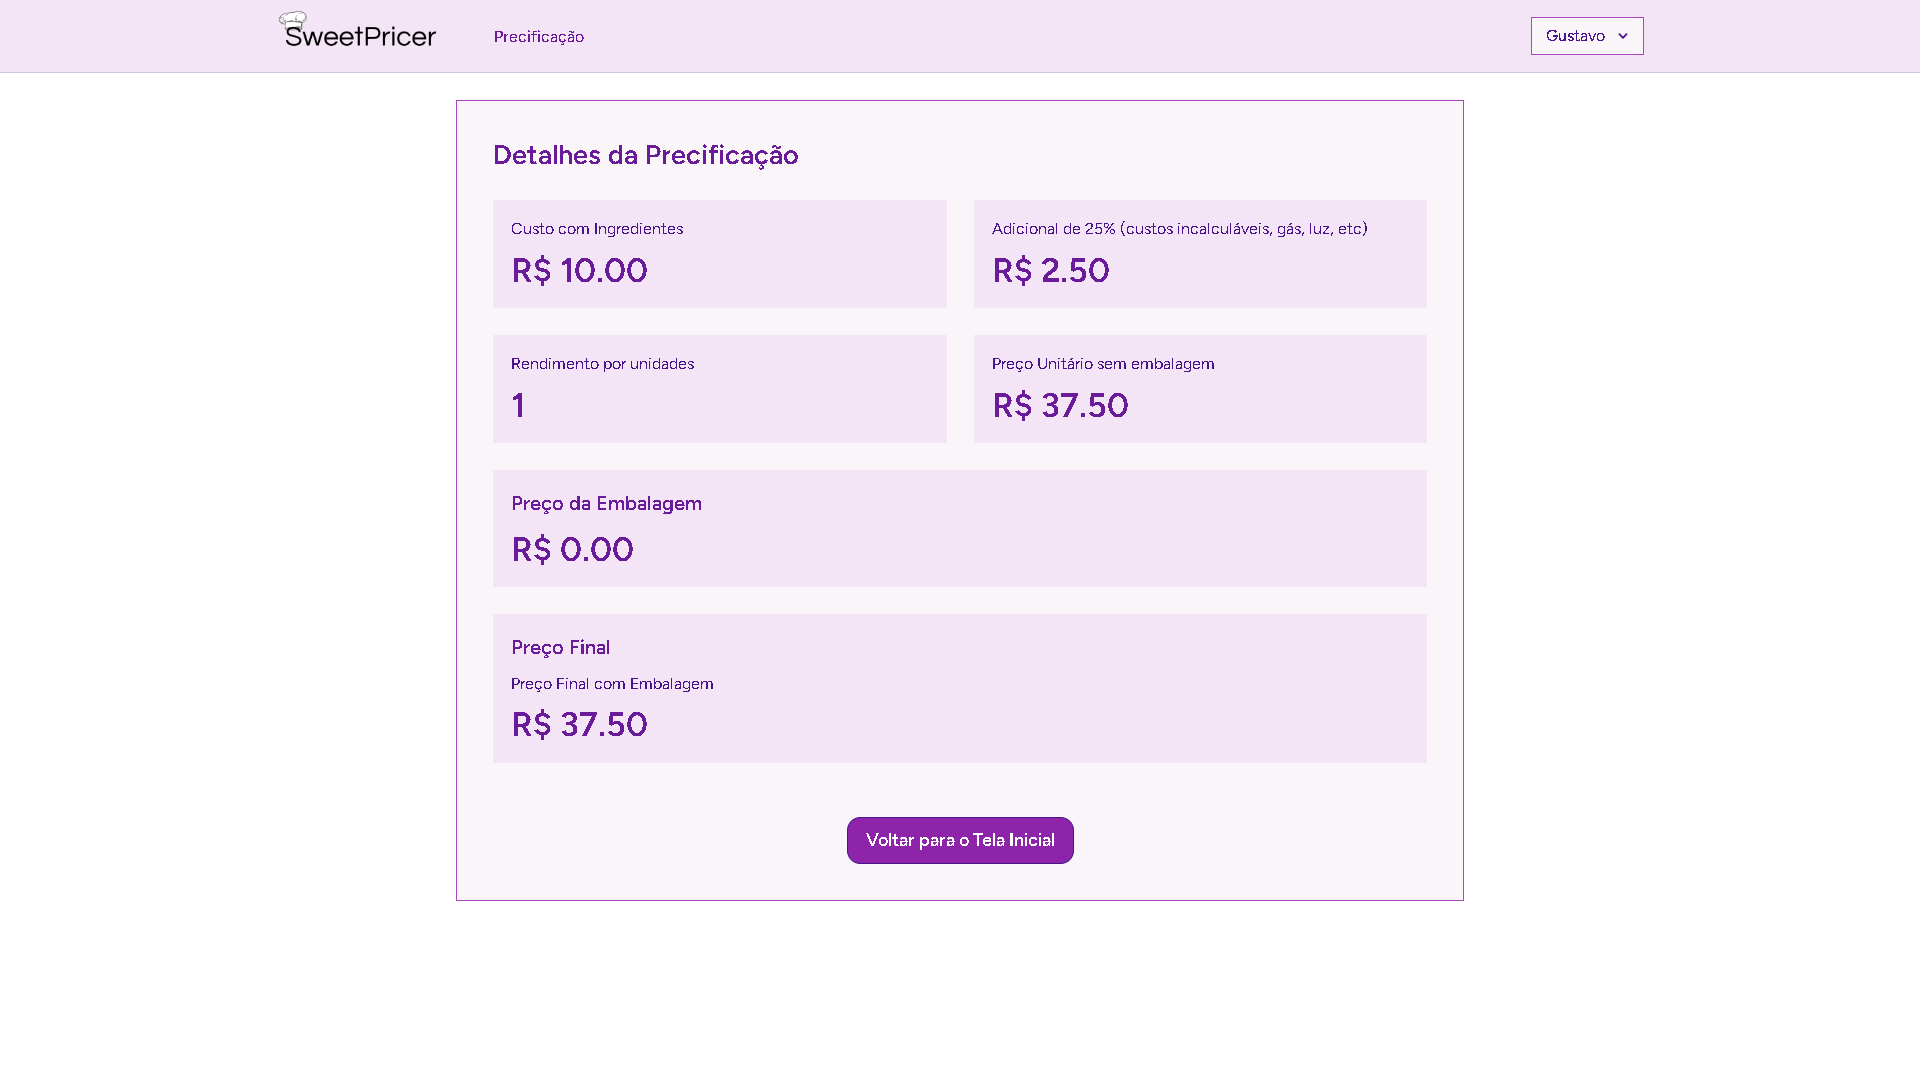 SweetPricer
Precificação
Gustavo
Detalhes da Precificação
Custo com Ingredientes
R$ 10.00
Adicional de 25% (custos incalculáveis, gás, luz, etc)
R$ 2.50
Rendimento por unidades
1
Preço Unitário sem embalagem
R$ 37.50
Preço da Embalagem
R$ 0.00
Preço Final
Preço Final com Embalagem
R$ 37.50
Voltar para o Tela Inicial